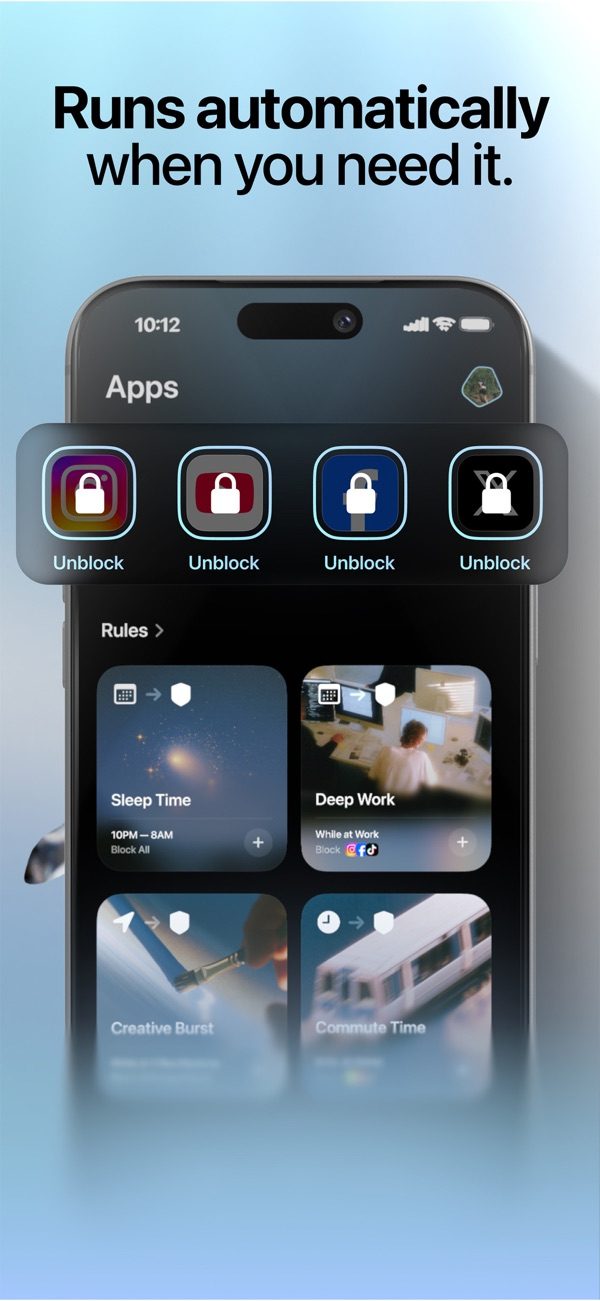 Runs automatically
when you need it.
10:12
Apps
Unblock Unblock Unblock Unblock
Rules >
Sleep Time
10PM — 8AM
Block All
Deep Work
While at Work
Block
Creative Burst
Commute Time